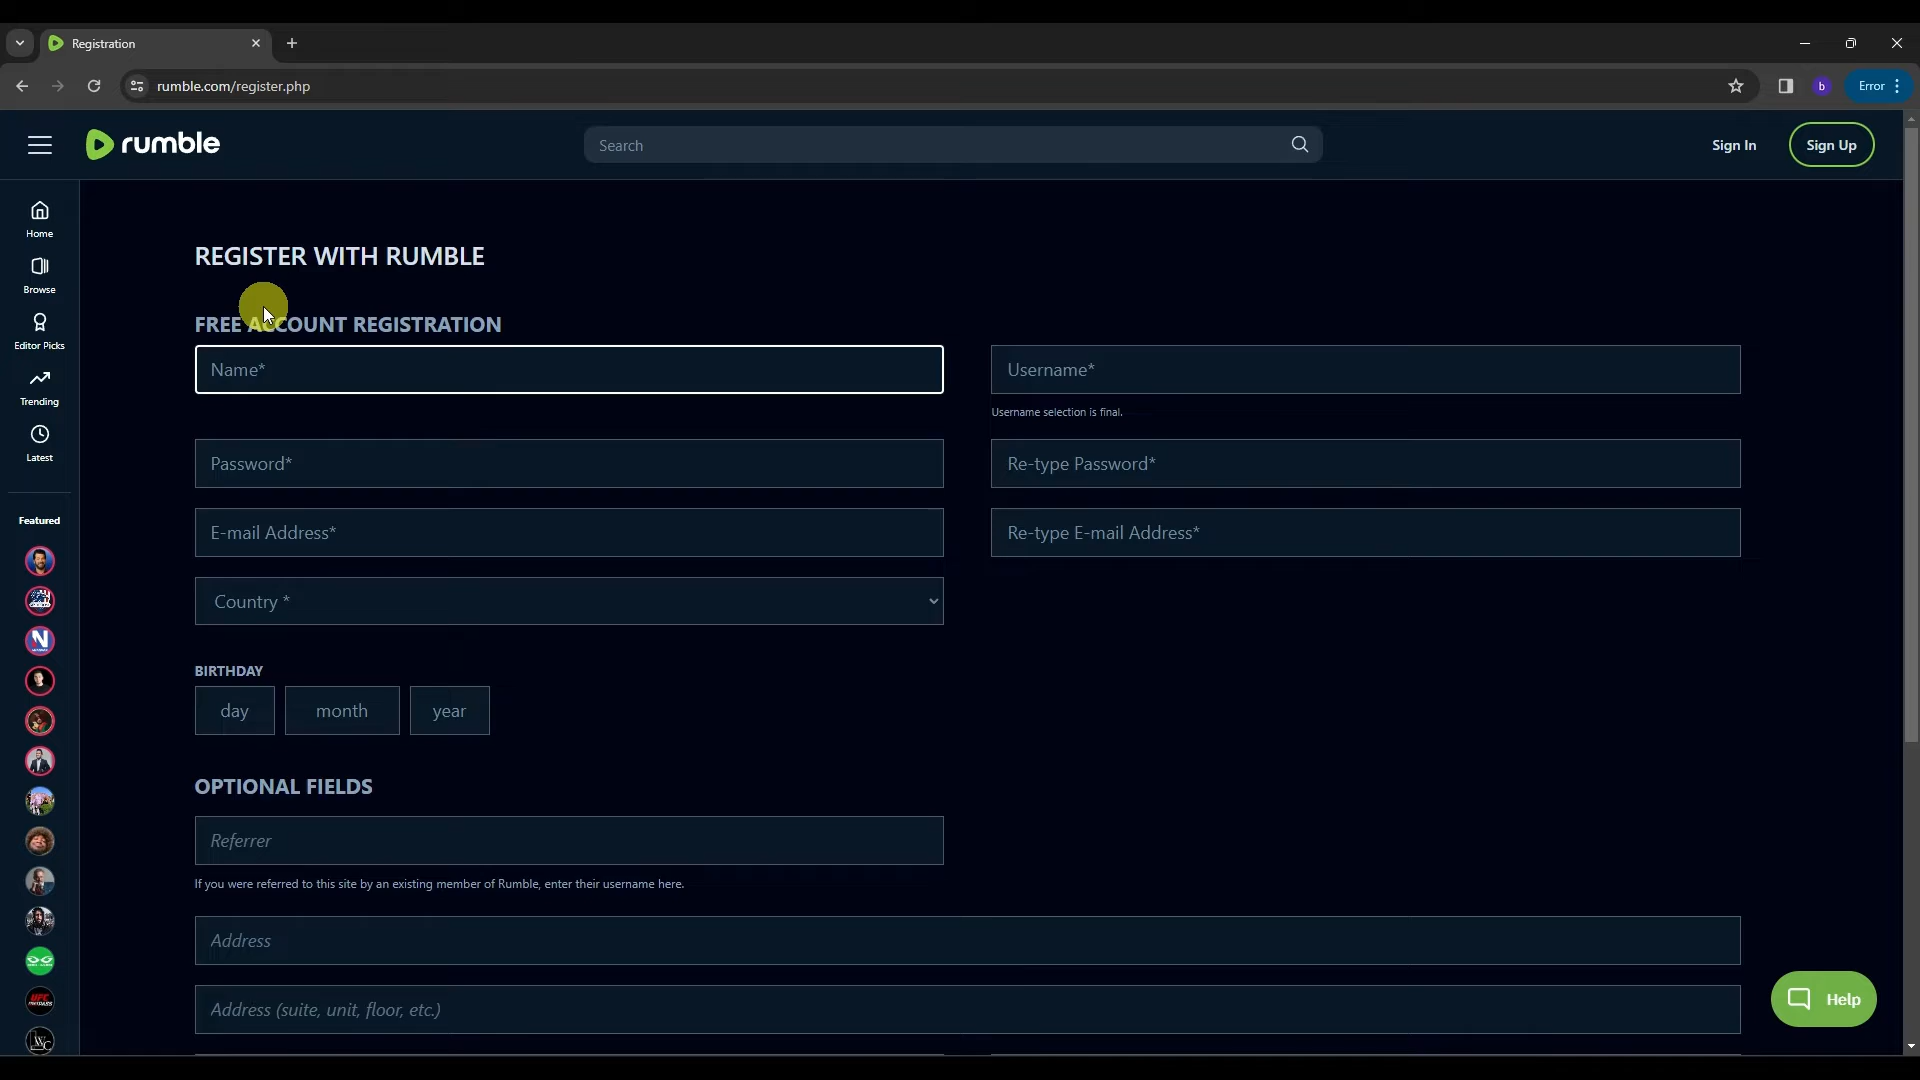 Registration
rumble.com/register.php
b
Error
rumble
Search
Sign In
Sign Up
Home
Browse
Editor Picks
Trending
Latest
Featured
REGISTER WITH RUMBLE
FREE ACCOUNT REGISTRATION
Name*
Username*
Username selection is final.
Password*
Re-type Password*
E-mail Address*
Re-type E-mail Address*
Country *
BIRTHDAY
day
month
year
OPTIONAL FIELDS
Referrer
If you were referred to this site by an existing member of Rumble, enter their username here.
Address
Address (suite, unit, floor, etc.)
Help
N
UFC